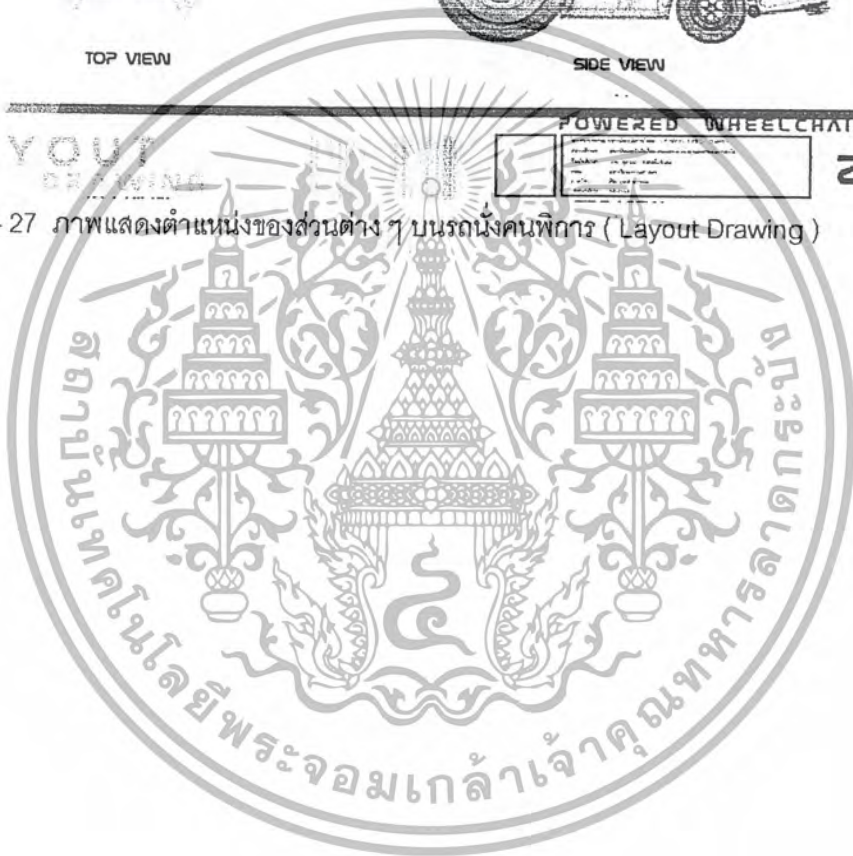 TOP VIEW
SIDE VIEW
POWERED WHEELCHAI
YOUT
DRAWING
27 ภาพแสดงตำแหน่งของส่วนต่าง ๆ บนรถนั่งคนพิการ ( Layout Drawing )
สถาบันเทคโนโลยีพระจอมเกล้าเจ้าคุณทหารลาดกระบัง